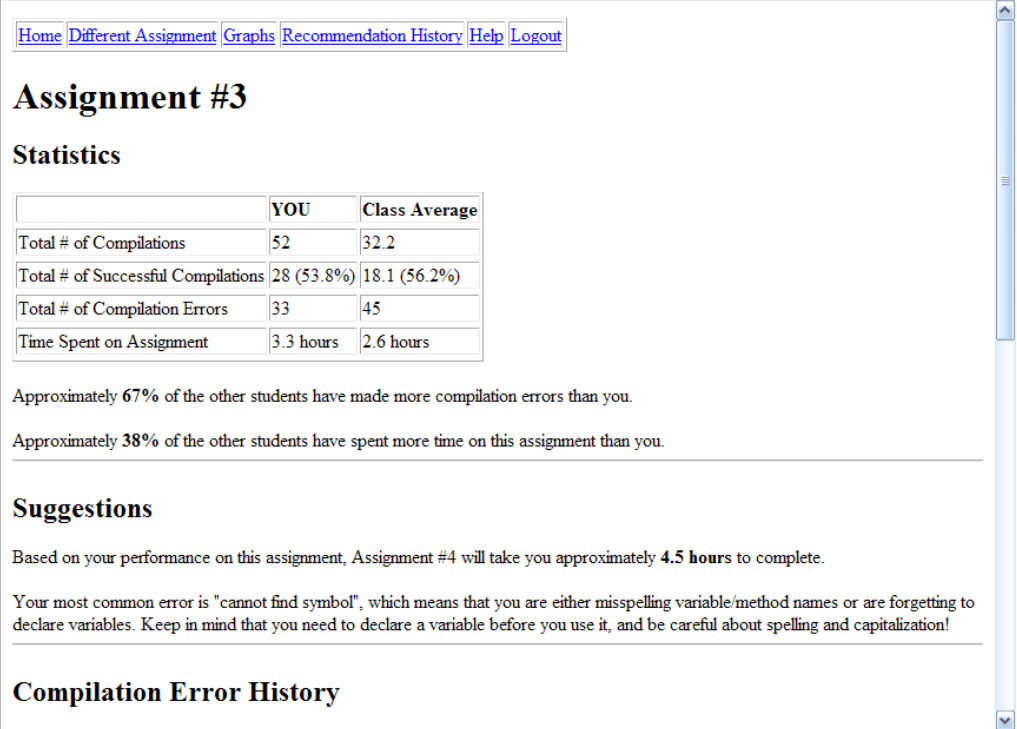 Home Different Assignment Graphs Recommendation History Help Logout
Assignment #3
Statistics
YOU Class Average
Total # of Compilations 52 32.2
Total # of Successful Compilations 28 (53.8%) 18.1 (56.2%)
Total # of Compilation Errors 33 45
Time Spent on Assignment 3.3 hours 2.6 hours
Approximately 67% of the other students have made more compilation errors than you.
Approximately 38% of the other students have spent more time on this assignment than you.
Suggestions
Based on your performance on this assignment, Assignment #4 will take you approximately 4.5 hours to complete.
Your most common error is "cannot find symbol", which means that you are either misspelling variable/method names or are forgetting to
declare variables. Keep in mind that you need to declare a variable before you use it, and be careful about spelling and capitalization!
Compilation Error History